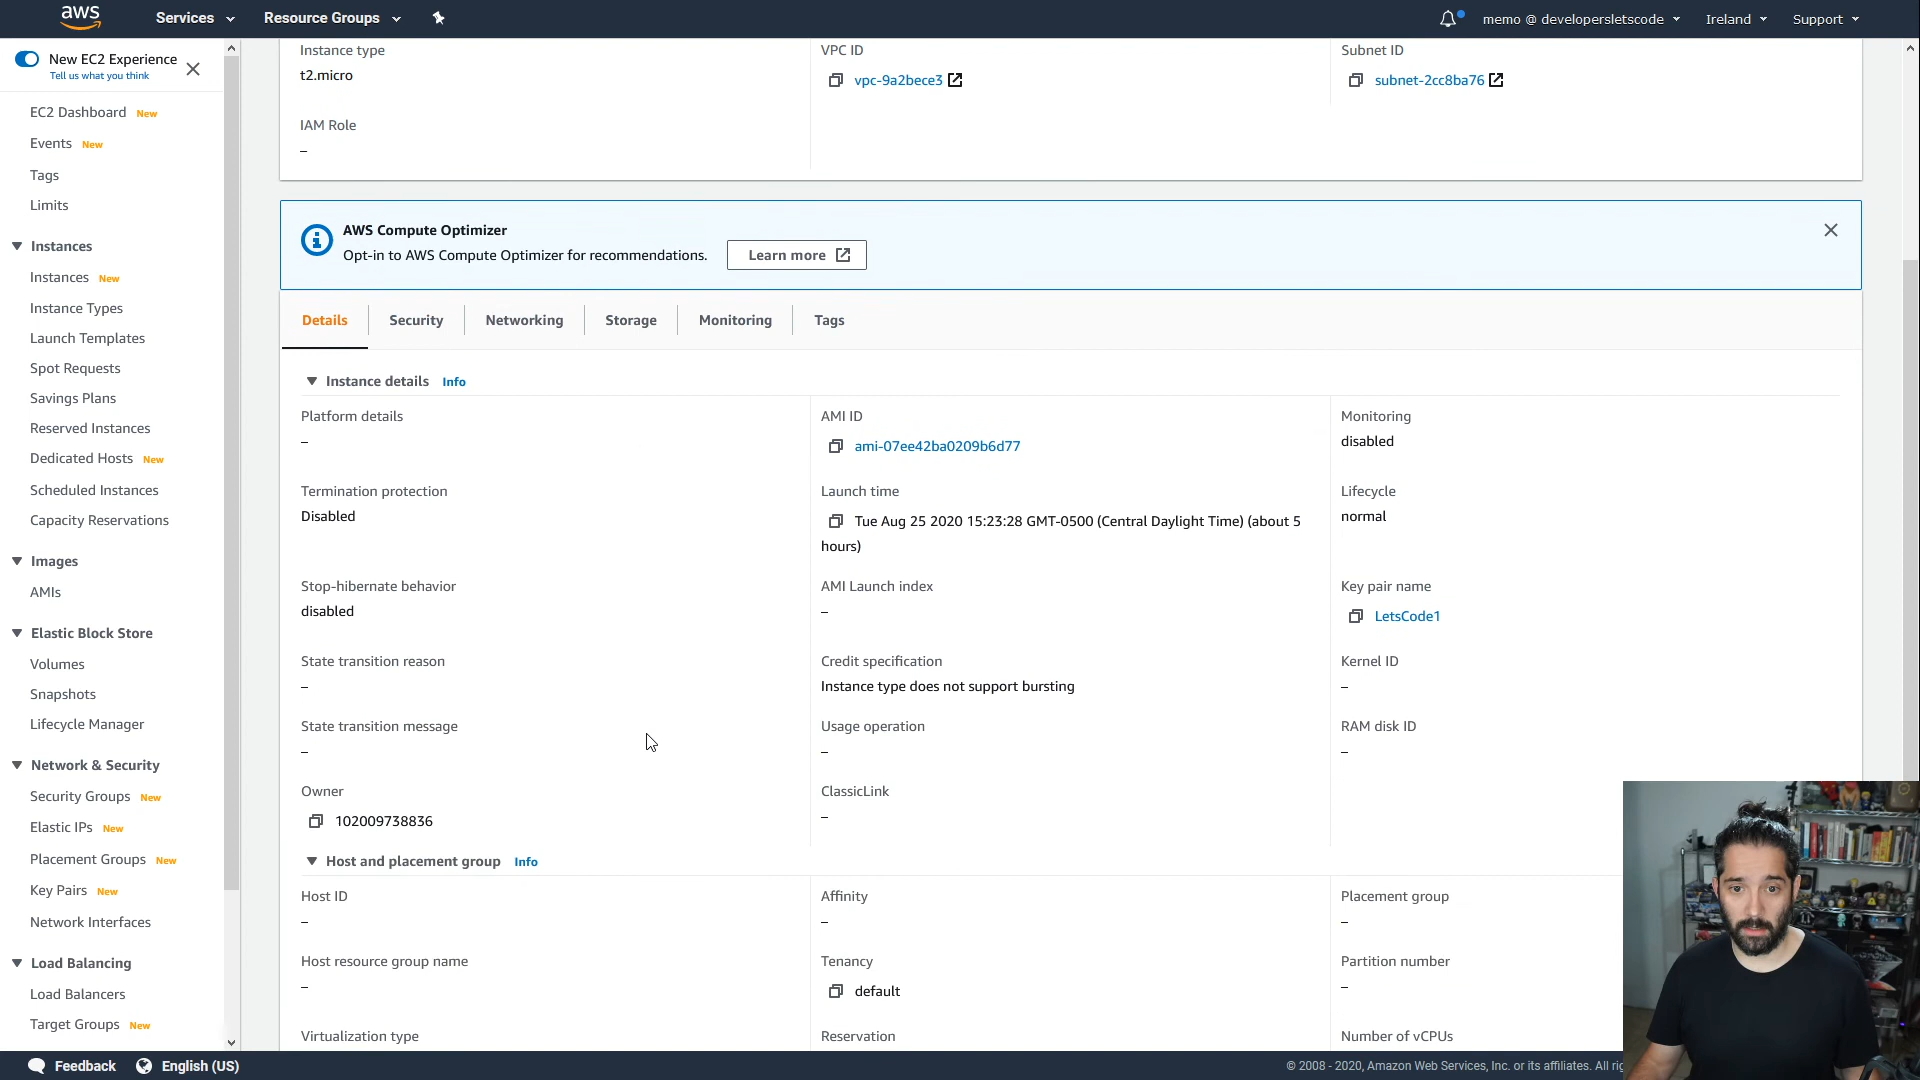 aws
Services
Resource Groups
memo @ developersletscode
Ireland
Support
New EC2 Experience
Tell us what you think
EC2 Dashboard New
Events New
Tags
Limits
Instances
Instances New
Instance Types
Launch Templates
Spot Requests
Savings Plans
Reserved Instances
Dedicated Hosts New
Scheduled Instances
Capacity Reservations
Images
AMIs
Elastic Block Store
Volumes
Snapshots
Lifecycle Manager
Network & Security
Security Groups New
Elastic IPs New
Placement Groups New
Key Pairs New
Network Interfaces
Load Balancing
Load Balancers
Target Groups New
Instance type
t2.micro
VPC ID
vpc-9a2bece3
Subnet ID
subnet-2cc8ba76
IAM Role
–
AWS Compute Optimizer
Opt-in to AWS Compute Optimizer for recommendations.
Learn more
Details
Security
Networking
Storage
Monitoring
Tags
Instance details Info
Platform details
–
AMI ID
ami-07ee42ba0209b6d77
Monitoring
disabled
Termination protection
Disabled
Launch time
Tue Aug 25 2020 15:23:28 GMT-0500 (Central Daylight Time) (about 5
hours)
Lifecycle
normal
Stop-hibernate behavior
disabled
AMI Launch index
–
Key pair name
LetsCode1
State transition reason
–
Credit specification
Instance type does not support bursting
Kernel ID
–
State transition message
–
Usage operation
–
RAM disk ID
–
Owner
102009738836
ClassicLink
–
Host and placement group Info
Host ID
–
Affinity
–
Placement group
–
Host resource group name
–
Tenancy
default
Partition number
–
Virtualization type
Reservation
Number of vCPUs
Feedback
English (US)
© 2008 - 2020, Amazon Web Services, Inc. or its affiliates. All